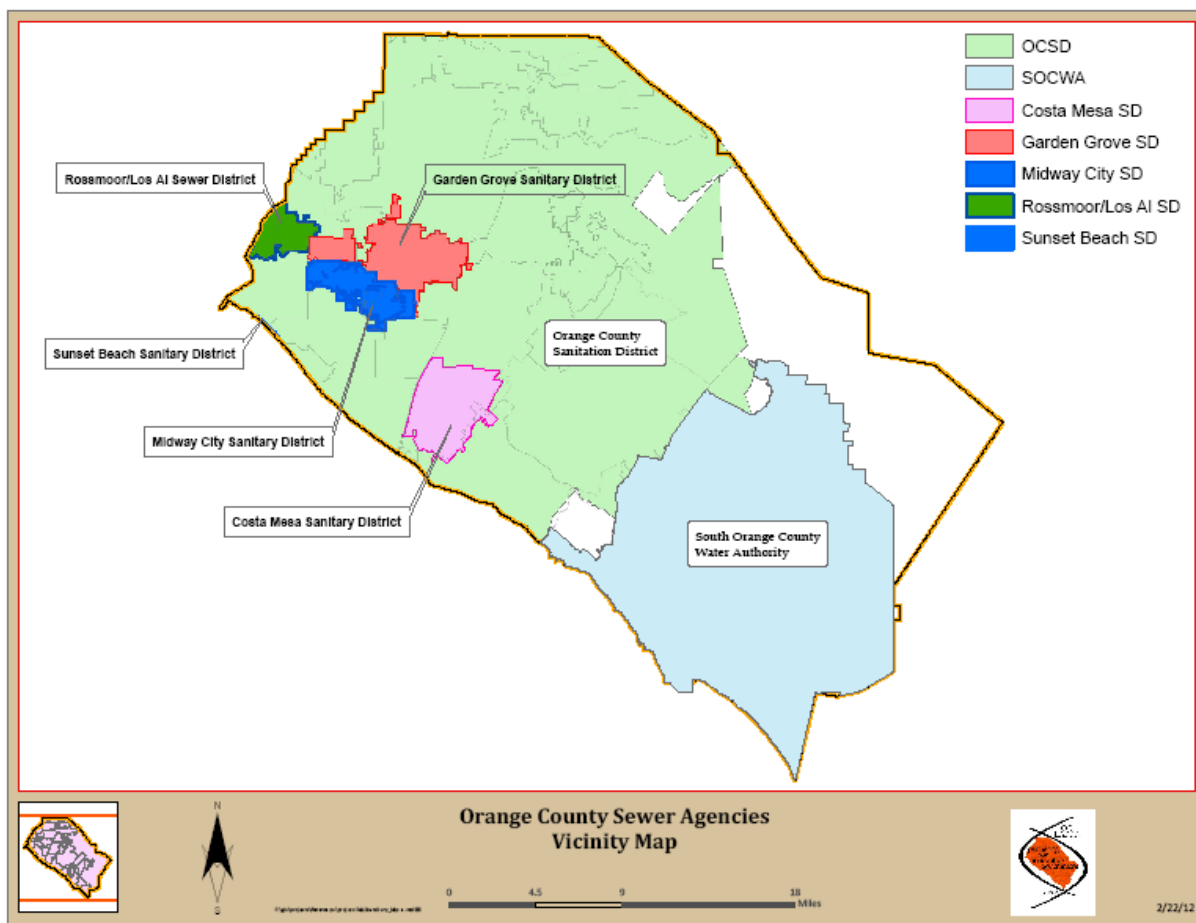 OCSD
SOCWA
Costa Mesa SD
Garden Grove SD
Midway City SD
Rossmoor/Los Al SD
Sunset Beach SD
Rossmoor/Los Al Sewer District
Garden Grove Sanitary District
Sunset Beach Sanitary District
Orange County
Sanitation District
Midway City Sanitary District
Costa Mesa Sanitary District
South Orange County
Water Authority
N
S
Orange County Sewer Agencies
Vicinity Map
0 4.5 9 18
Miles
2/22/12